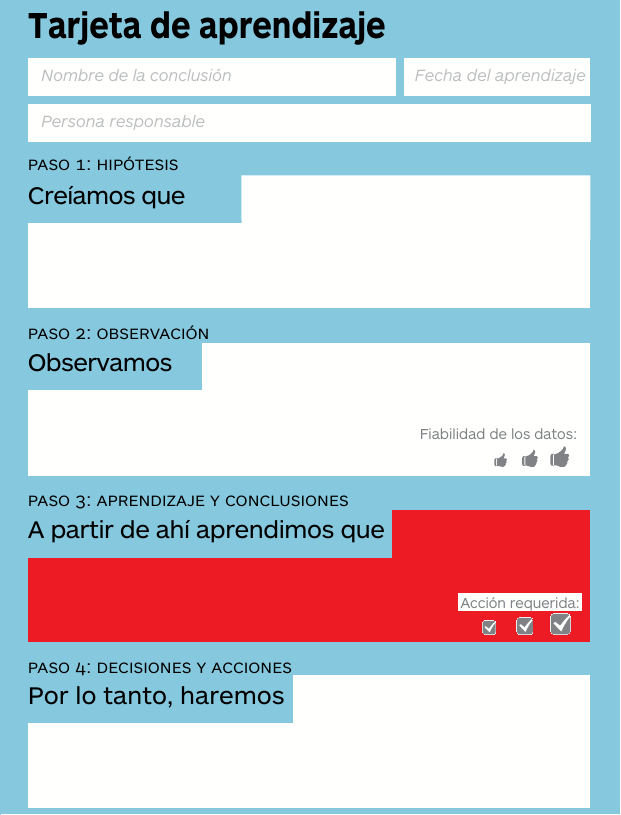 Tarjeta de aprendizaje
Nombre de la conclusión
Fecha del aprendizaje
Persona responsable
PASO 1: HIPÓTESIS
Creíamos que
PASO 2: OBSERVACIÓN
Observamos
Fiabilidad de los datos:
PASO 3: APRENDIZAJE Y CONCLUSIONES
A partir de ahí aprendimos que
Acción requerida:
PASO 4: DECISIONES Y ACCIONES
Por lo tanto, haremos